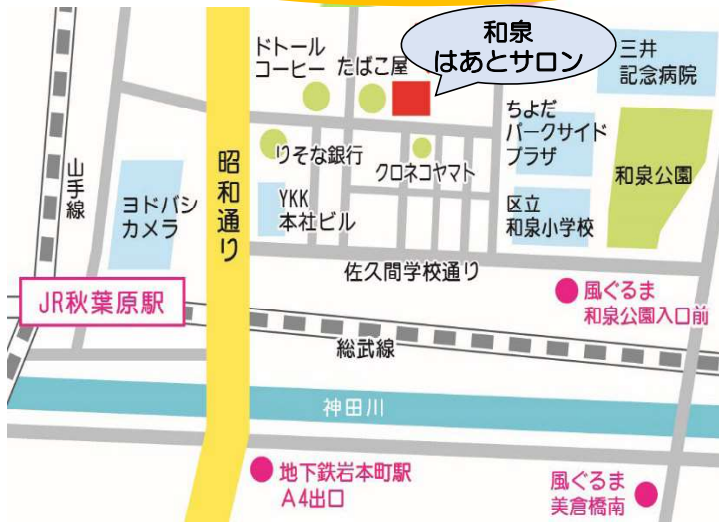 和泉
はあとサロン
ドトール
コーヒー
たばこ屋
三井
記念病院
ちよだ
パークサイド
プラザ
和泉公園
りそな銀行
クロネコヤマト
昭和通り
山手線
ヨドバシ
カメラ
YKK
本社ビル
区立
和泉小学校
佐久間学校通り
風ぐるま
和泉公園入口前
JR秋葉原駅
総武線
神田川
地下鉄岩本町駅
A4出口
風ぐるま
美倉橋南